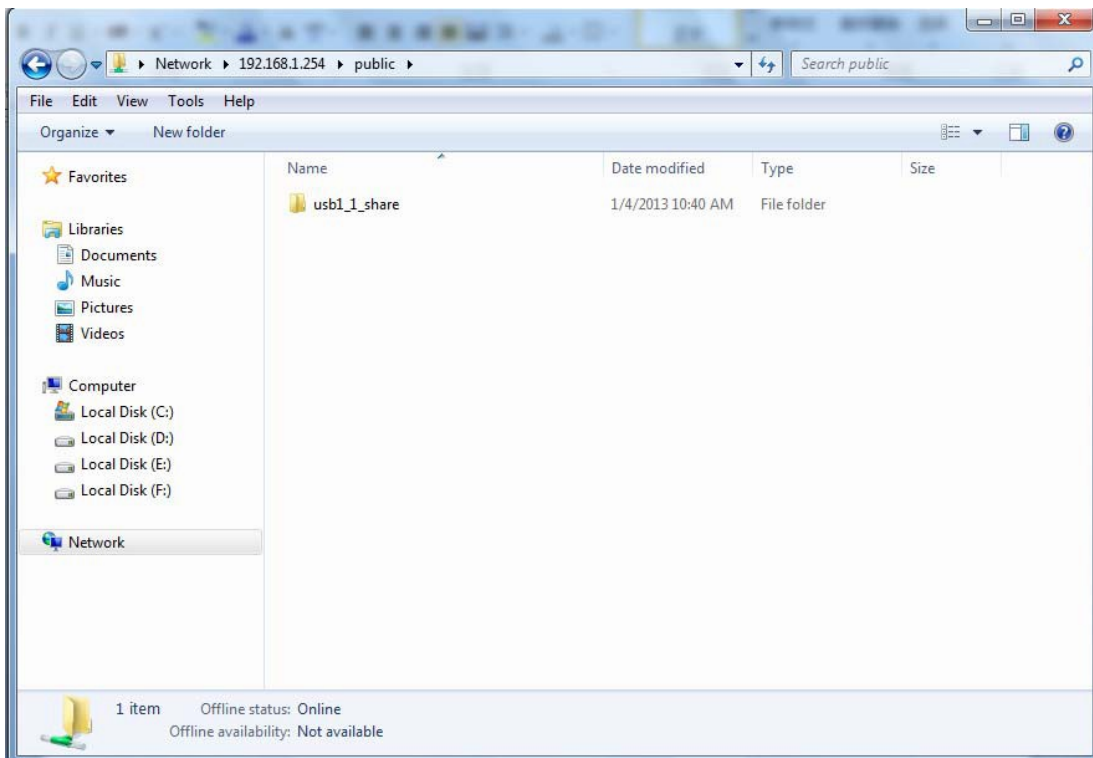 Network 192.168.1.254 public
Search public
File Edit View Tools Help
Organize New folder
Name Date modified Type Size
usb1_1_share 1/4/2013 10:40 AM File folder
Favorites
Libraries
Documents
Music
Pictures
Videos
Computer
Local Disk (C:)
Local Disk (D:)
Local Disk (E:)
Local Disk (F:)
Network
1 item Offline status: Online
Offline availability: Not available